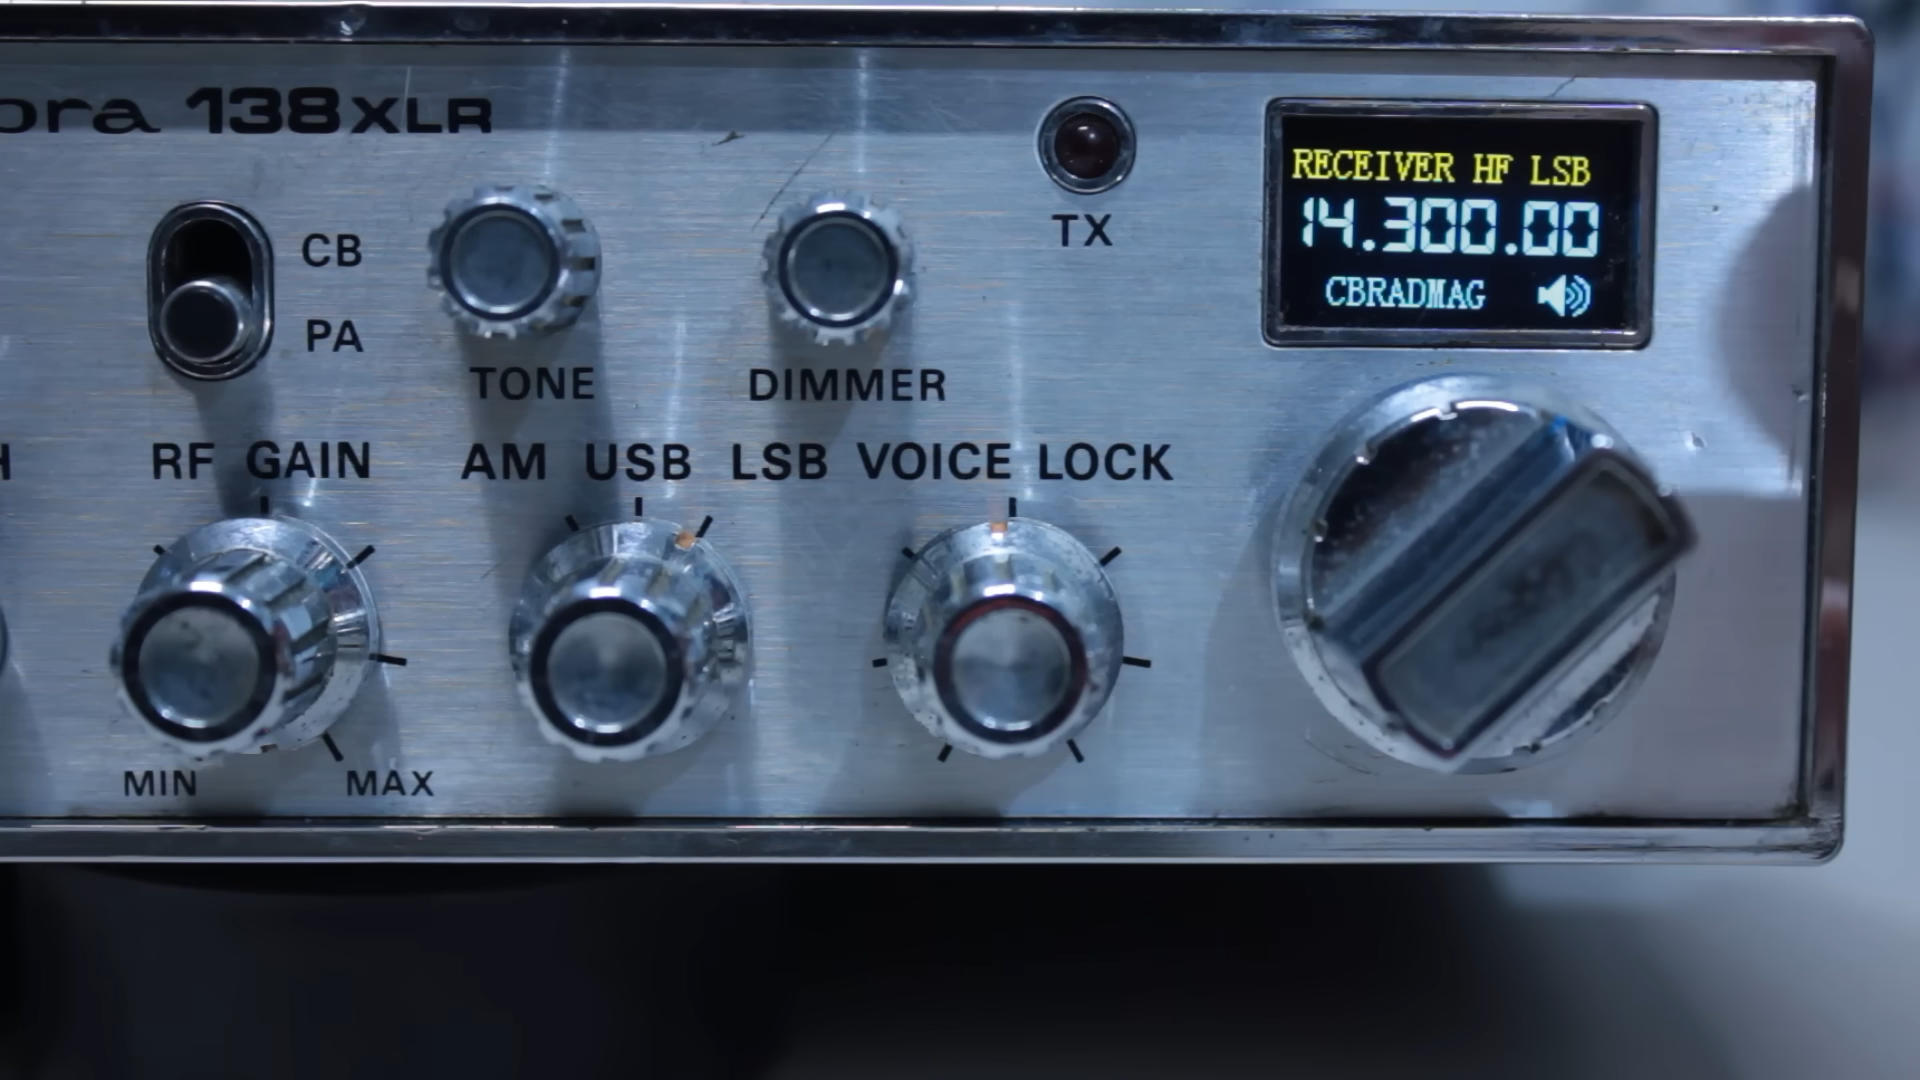 ora 138XLR
RECEIVER HF LSB
14.300.00
CBRADMAG
CB
PA
TX
TONE
DIMMER
H
RF GAIN
AM USB LSB
VOICE LOCK
MIN
MAX